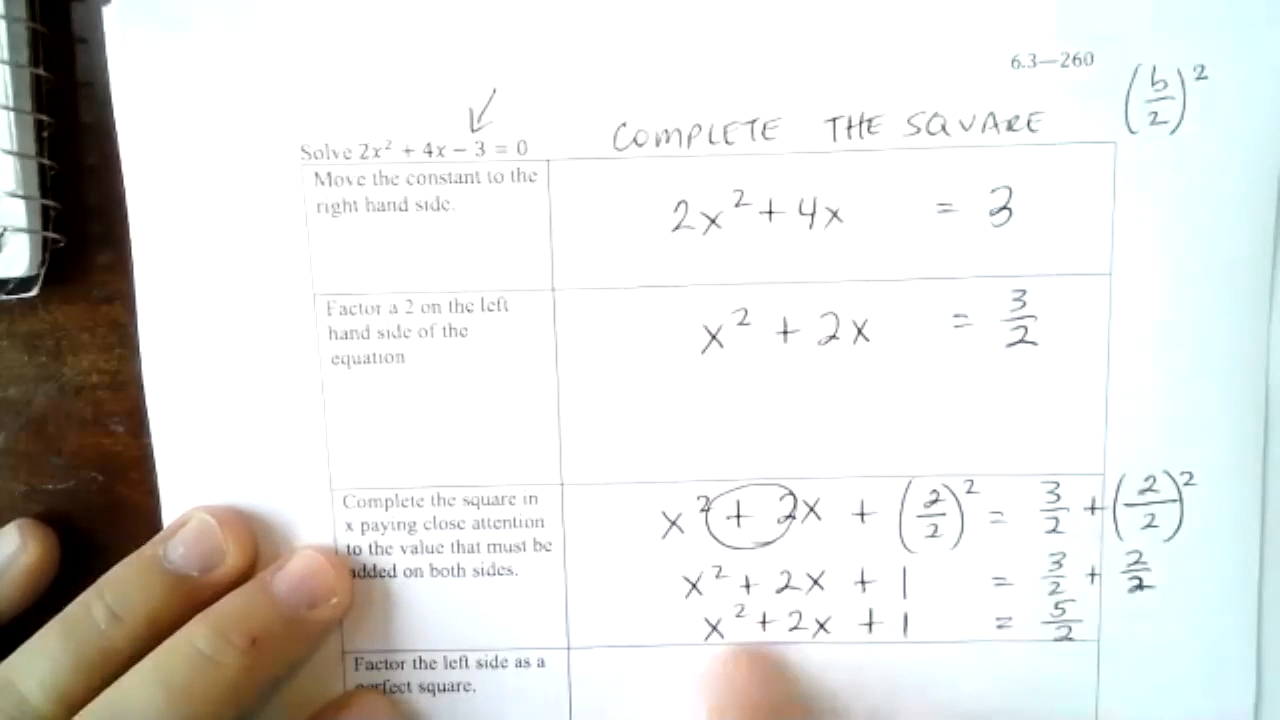 6.3—260
COMPLETE THE SQUARE (b/2)²
Solve 2x² + 4x − 3 = 0
Move the constant to the
right hand side.
2x² + 4x = 3
Factor a 2 on the left
hand side of the
equation
x² + 2x = 3/2
Complete the square in
x paying close attention
to the value that must be
added on both sides.
x² + 2x + (2/2)² = 3/2 + (2/2)²
x² + 2x + 1 = 3/2 + 2/2
x² + 2x + 1 = 5/2
Factor the left side as a
perfect square.